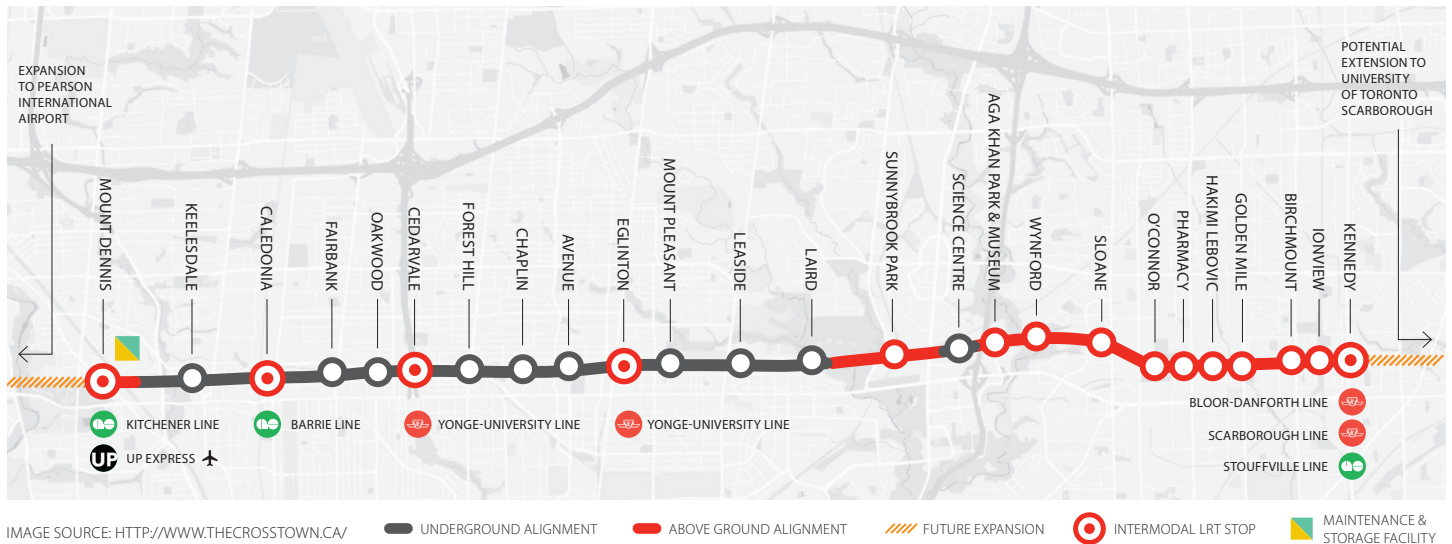 EXPANSION
TO PEARSON
INTERNATIONAL
AIRPORT
POTENTIAL
EXTENSION TO
UNIVERSITY
OF TORONTO
SCARBOROUGH
MOUNT DENNIS
KEELESDALE
CALEDONIA
FAIRBANK
OAKWOOD
CEDARVALE
FOREST HILL
CHAPLIN
AVENUE
EGLINTON
MOUNT PLEASANT
LEASIDE
LAIRD
SUNNYBROOK PARK
SCIENCE CENTRE
AGA KHAN PARK & MUSEUM
WYNFORD
SLOANE
O'CONNOR
PHARMACY
HAKIMI LEBOVIC
GOLDEN MILE
BIRCHMOUNT
IONVIEW
KENNEDY
KITCHENER LINE
UP UP EXPRESS
BARRIE LINE
YONGE-UNIVERSITY LINE
YONGE-UNIVERSITY LINE
BLOOR-DANFORTH LINE
SCARBOROUGH LINE
STOUFFVILLE LINE
IMAGE SOURCE: HTTP://WWW.THECROSSTOWN.CA/
UNDERGROUND ALIGNMENT
ABOVE GROUND ALIGNMENT
FUTURE EXPANSION
INTERMODAL LRT STOP
MAINTENANCE &
STORAGE FACILITY